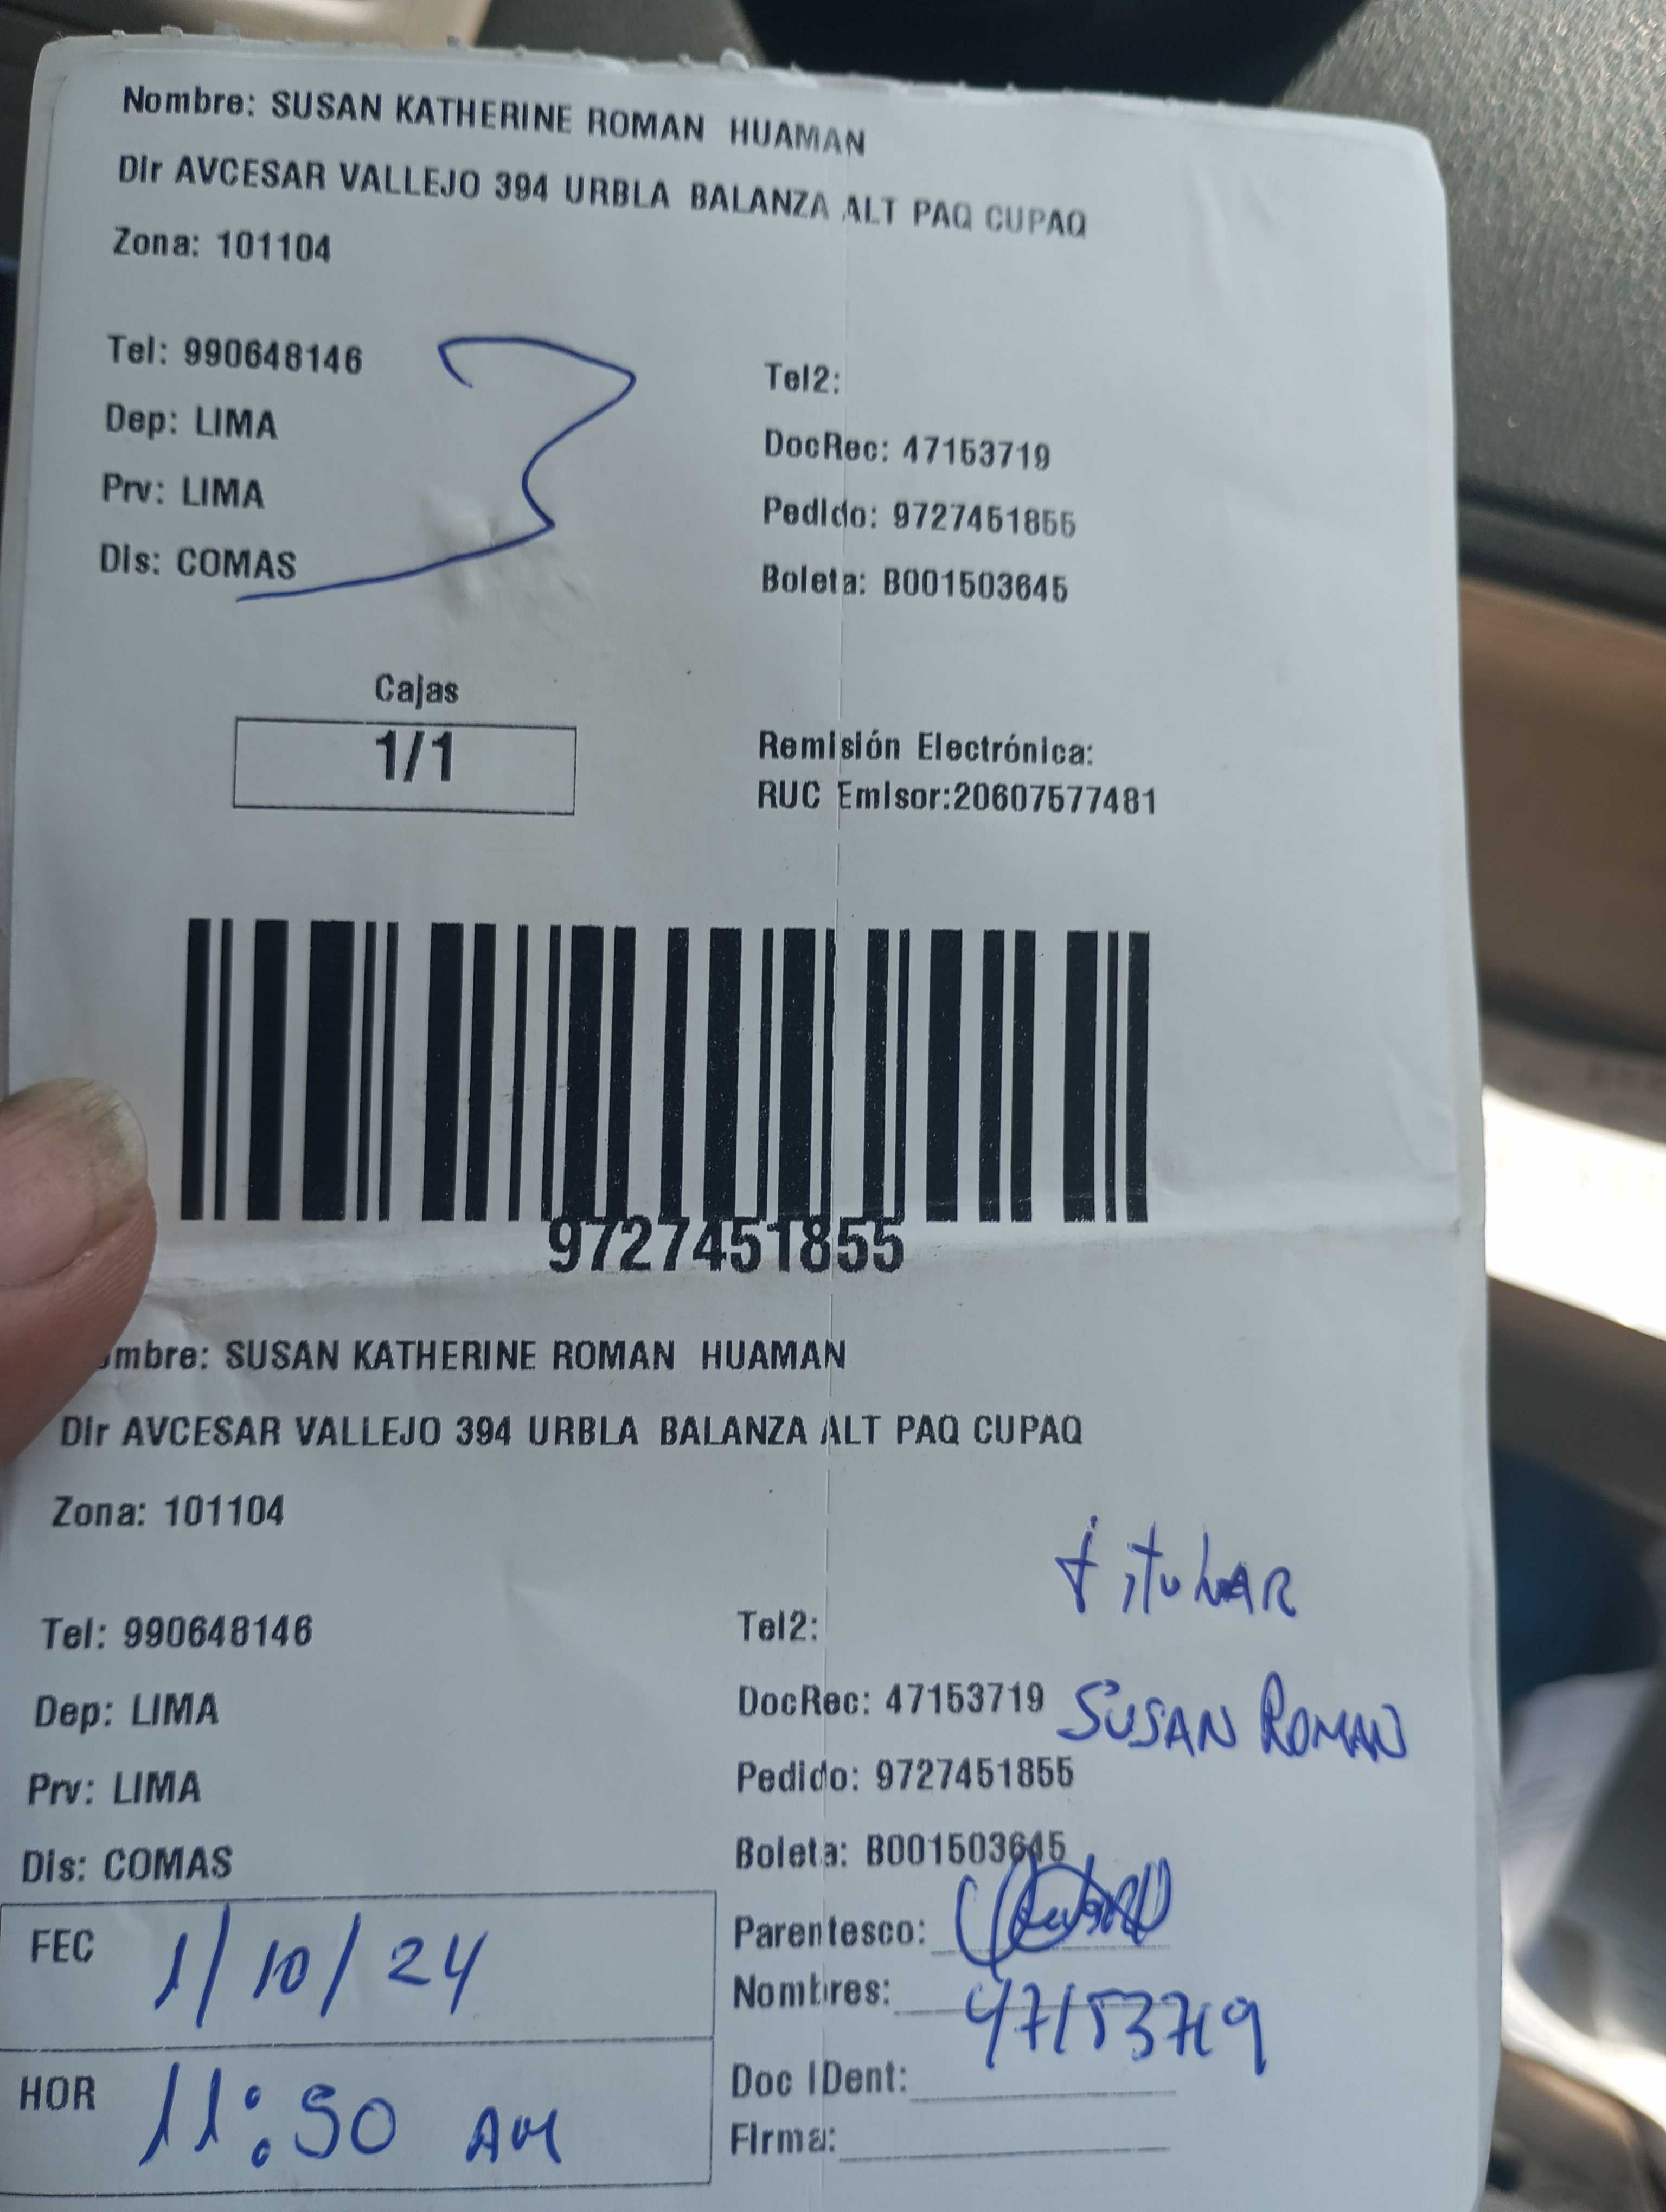 Nombre: SUSAN KATHERINE ROMAN HUAMAN
Dir AVCESAR VALLEJO 394 URBLA BALANZA ALT PAQ CUPAQ
Zona: 101104
Tel: 990648146
Tel2:
Dep: LIMA
DocRec: 47153719
Prv: LIMA
Pedido: 9727451855
Dis: COMAS
Boleta: B001503645
Cajas
1/1
Remisión Electrónica:
RUC Emisor:20607577481
9727451855
mbre: SUSAN KATHERINE ROMAN HUAMAN
Dir AVCESAR VALLEJO 394 URBLA BALANZA ALT PAQ CUPAQ
Zona: 101104
titular
Tel: 990648146
Tel2:
Dep: LIMA
DocRec: 47153719
SUSAN ROMAN
Prv: LIMA
Pedido: 9727451855
Dis: COMAS
Boleta: B001503645
FEC 1/10/24
Parentesco:
Nombres: 47153719
HOR 11:50 AM
Doc IDent:
Firma: